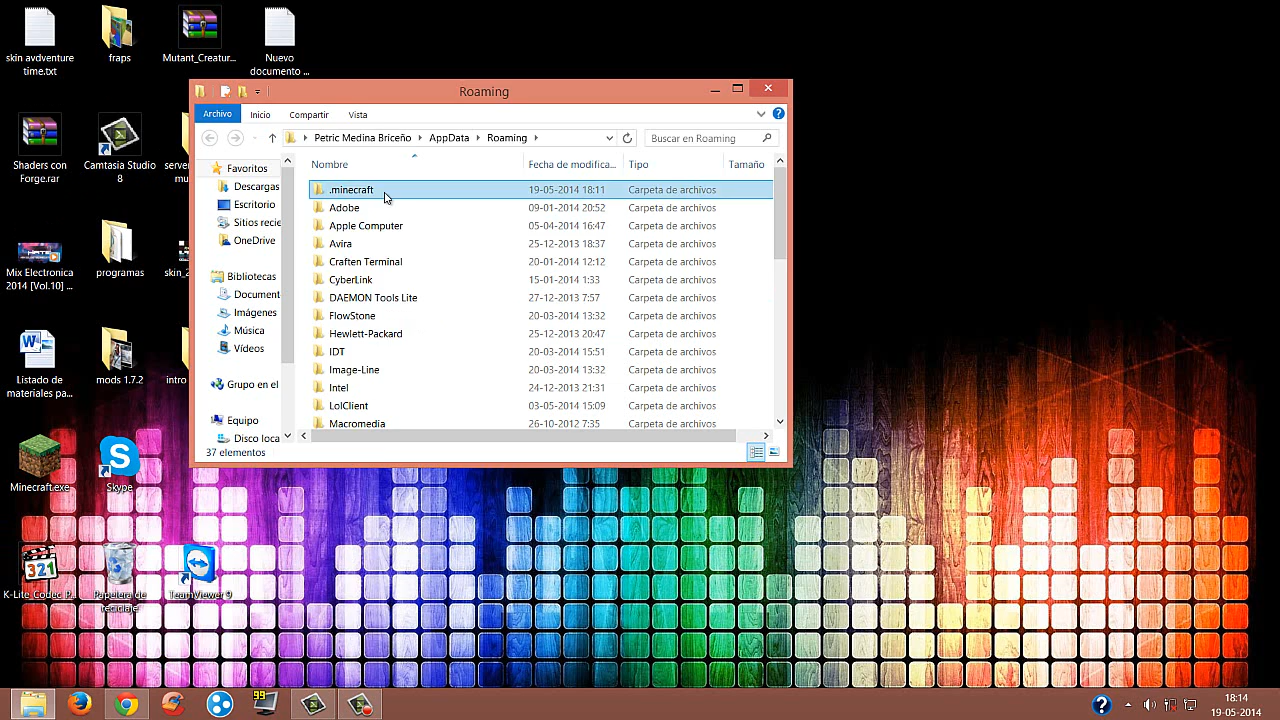 skin avdventure
time.txt
fraps
Mutant_Creatur...
Nuevo
documento ...
Shaders con
Forge.rar
Camtasia Studio
8
Mix Electronica
2014 [Vol.10] ...
programas
skin_2
Listado de
materiales pa...
mods 1.7.2
intro
Minecraft.exe
Skype
321
K-Lite_Codec_P...
Papelera de
reciclaje
TeamViewer 9
Roaming
Archivo
Inicio
Compartir
Vista
Petric Medina Briceño
AppData
Roaming
Buscar en Roaming
Nombre
Fecha de modifica...
Tipo
Tamaño
Favoritos
Descargas
Escritorio
Sitios recie
OneDrive
Bibliotecas
Document
Imágenes
Música
Vídeos
Grupo en el
Equipo
Disco loca
.minecraft 19-05-2014 18:11 Carpeta de archivos
Adobe 09-01-2014 20:52 Carpeta de archivos
Apple Computer 05-04-2014 16:47 Carpeta de archivos
Avira 25-12-2013 18:37 Carpeta de archivos
Craften Terminal 20-01-2014 12:12 Carpeta de archivos
CyberLink 15-01-2014 1:33 Carpeta de archivos
DAEMON Tools Lite 27-12-2013 7:57 Carpeta de archivos
FlowStone 20-03-2014 13:32 Carpeta de archivos
Hewlett-Packard 25-12-2013 20:47 Carpeta de archivos
IDT 20-03-2014 15:51 Carpeta de archivos
Image-Line 20-03-2014 13:32 Carpeta de archivos
Intel 24-12-2013 21:31 Carpeta de archivos
LolClient 03-05-2014 15:09 Carpeta de archivos
Macromedia 26-10-2012 7:35 Carpeta de archivos
37 elementos
99
18:14
19-05-2014